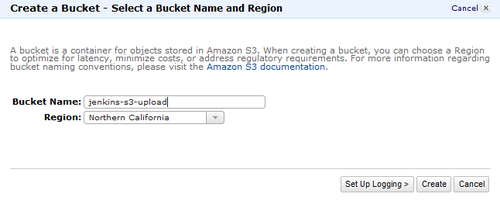 Create a Bucket - Select a Bucket Name and Region
Cancel
A bucket is a container for objects stored in Amazon S3. When creating a bucket, you can choose a Region
to optimize for latency, minimize costs, or address regulatory requirements. For more information regarding
bucket naming conventions, please visit the Amazon S3 documentation.
Bucket Name: jenkins-s3-upload
Region: Northern California
Set Up Logging > Create Cancel